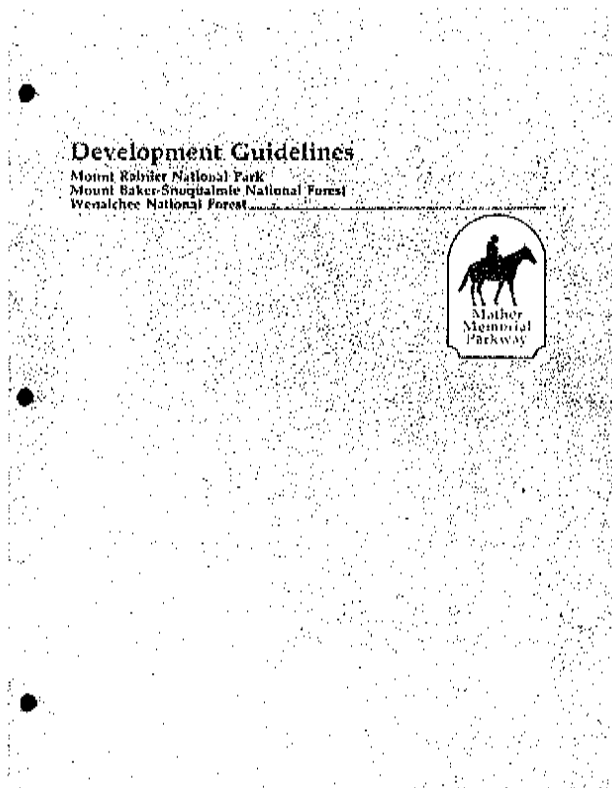 Development Guidelines
Mount Rainier National Park
Mount Baker-Snoqualmie National Forest
Wenatchee National Forest
Mather
Memorial
Parkway